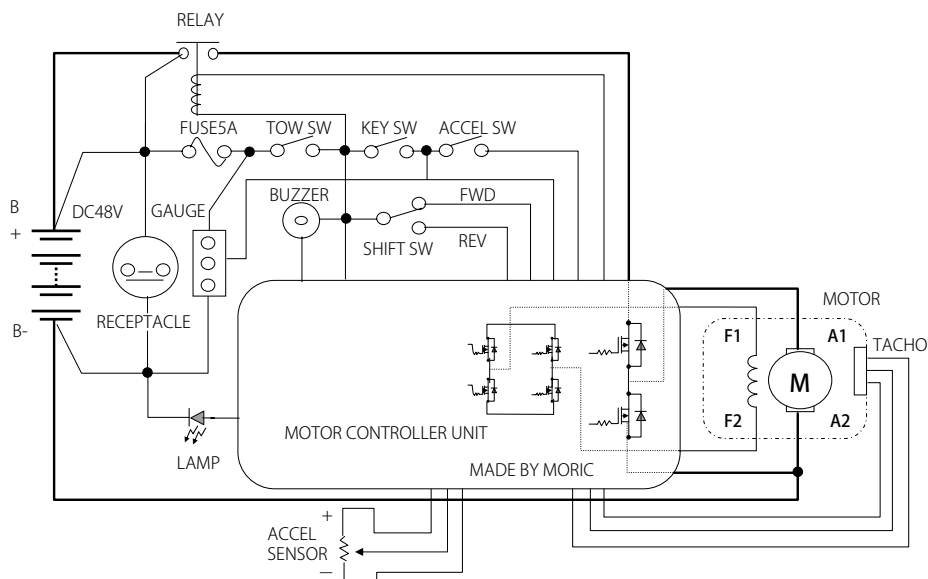 RELAY
FUSE5A
TOW SW
KEY SW
ACCEL SW
B
+
DC48V
GAUGE
BUZZER
FWD
SHIFT SW
REV
B-
RECEPTACLE
MOTOR
TACHO
F1
A1
M
F2
A2
MOTOR CONTROLLER UNIT
MADE BY MORIC
LAMP
+
ACCEL
SENSOR
−